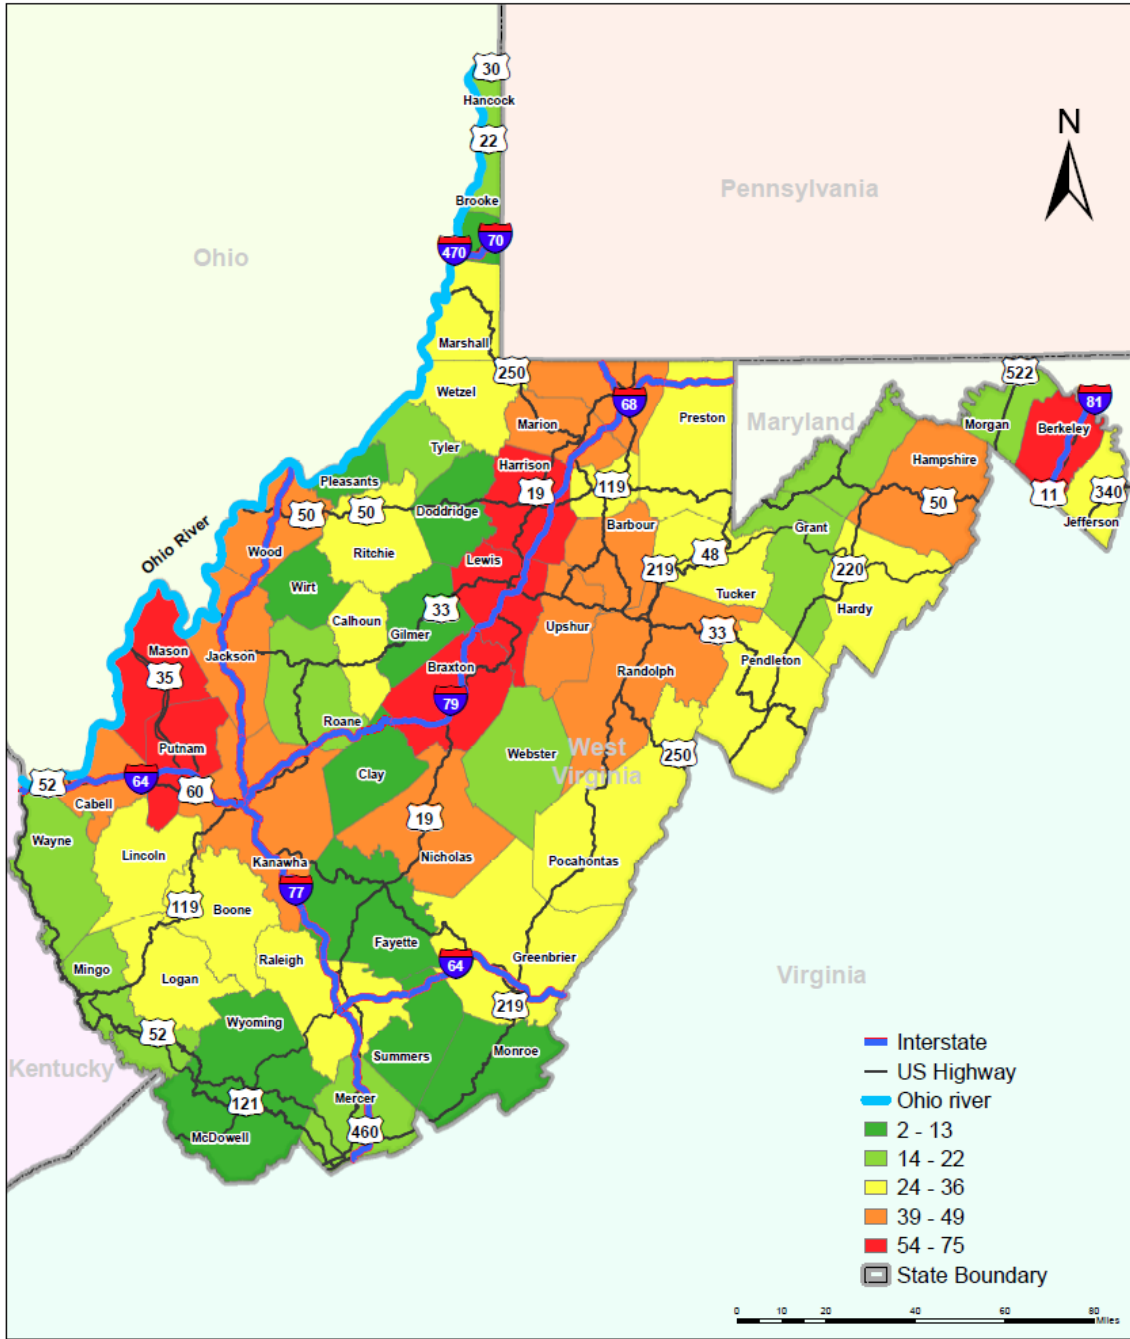 30
Hancock
N
22
Pennsylvania
Brooke
70
470
Ohio
Marshall
250
522
Wetzel
68
81
Preston
Maryland
Morgan
Berkeley
Marion
Tyler
Hampshire
Harrison
Pleasants
19
119
11
340
50
50
Doddridge
50
Jefferson
Ohio River
Barbour
Grant
Wood
Ritchie
48
Lewis
219
220
Wirt
Tucker
33
Hardy
Calhoun
Gilmer
Upshur
33
Mason
Jackson
Braxton
Randolph
Pendleton
35
79
Roane
Putnam
Webster
West
Virginia
250
64
Clay
52
60
Cabell
19
Wayne
Lincoln
Kanawha
Nicholas
Pocahontas
77
119
Boone
Fayette
Raleigh
64
Greenbrier
Mingo
Logan
Virginia
219
Wyoming
52
Monroe
Summers
Kentucky
Mercer
121
460
McDowell
Interstate
US Highway
Ohio river
2 - 13
14 - 22
24 - 36
39 - 49
54 - 75
State Boundary
0 10 20 40 60 80
Miles